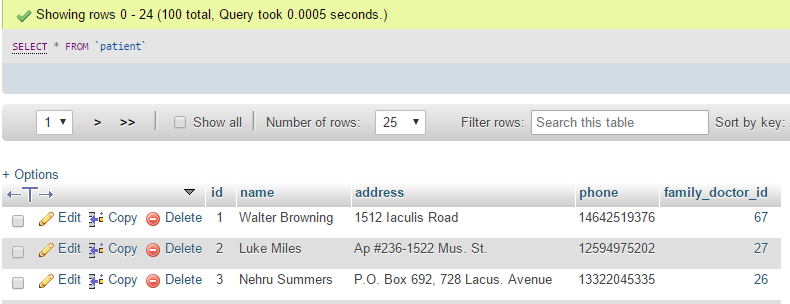 Showing rows 0 - 24 (100 total, Query took 0.0005 seconds.)
SELECT * FROM `patient`
1 > >> Show all Number of rows: 25 Filter rows: Search this table Sort by key:
+ Options
id name address phone family_doctor_id
Edit Copy Delete 1 Walter Browning 1512 Iaculis Road 14642519376 67
Edit Copy Delete 2 Luke Miles Ap #236-1522 Mus. St. 12594975202 27
Edit Copy Delete 3 Nehru Summers P.O. Box 692, 728 Lacus. Avenue 13322045335 26